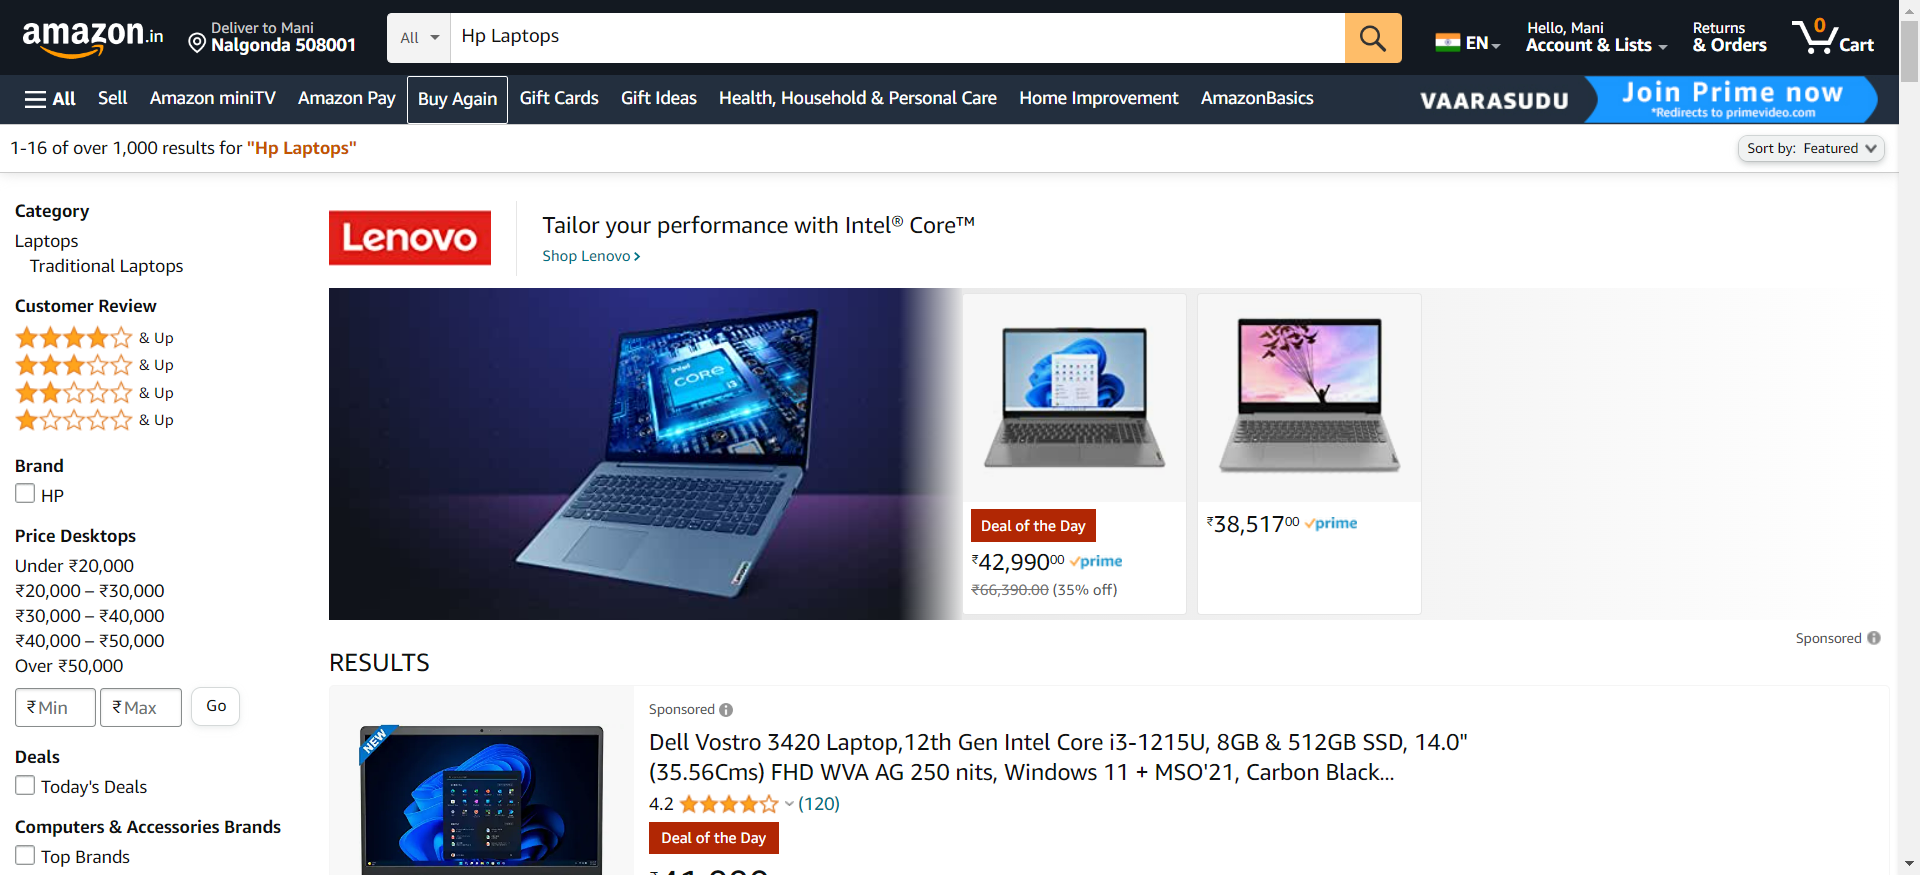 amazon.in
Deliver to Mani
Nalgonda 508001
All
Hp Laptops
EN
Hello, Mani
Account & Lists
Returns
& Orders
0
Cart
All
Sell
Amazon miniTV
Amazon Pay
Buy Again
Gift Cards
Gift Ideas
Health, Household & Personal Care
Home Improvement
AmazonBasics
VAARASUDU
Join Prime now
*Redirects to primevideo.com
1-16 of over 1,000 results for "Hp Laptops"
Sort by: Featured
Category
Laptops
Traditional Laptops
Customer Review
& Up
& Up
& Up
& Up
Brand
HP
Price Desktops
Under ₹20,000
₹20,000 – ₹30,000
₹30,000 – ₹40,000
₹40,000 – ₹50,000
Over ₹50,000
₹ Min
₹ Max
Go
Deals
Today's Deals
Computers & Accessories Brands
Top Brands
Lenovo
Tailor your performance with Intel® Core™
Shop Lenovo
intel
CORE
i3
Lenovo
Deal of the Day
₹42,99000 prime
₹66,390.00 (35% off)
₹38,51700 prime
Sponsored
RESULTS
NEW
Sponsored
Dell Vostro 3420 Laptop,12th Gen Intel Core i3-1215U, 8GB & 512GB SSD, 14.0"
(35.56Cms) FHD WVA AG 250 nits, Windows 11 + MSO'21, Carbon Black...
4.2 (120)
Deal of the Day